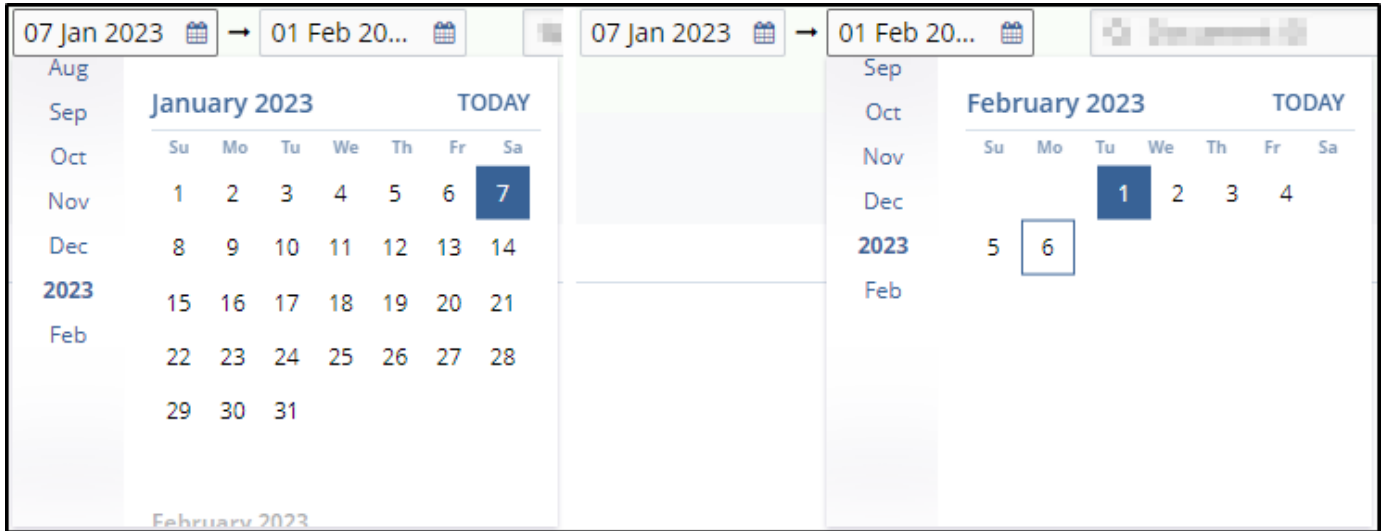 07 Jan 2023 → 01 Feb 20...
Aug
Sep
Oct
Nov
Dec
2023
Feb
January 2023 TODAY
Su Mo Tu We Th Fr Sa
1 2 3 4 5 6 7
8 9 10 11 12 13 14
15 16 17 18 19 20 21
22 23 24 25 26 27 28
29 30 31
February 2023
07 Jan 2023 → 01 Feb 20...
Sep
Oct
Nov
Dec
2023
Feb
February 2023 TODAY
Su Mo Tu We Th Fr Sa
1 2 3 4
5 6